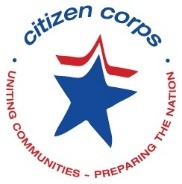 citizen corps
• UNITING COMMUNITIES ~ PREPARING THE NATION •